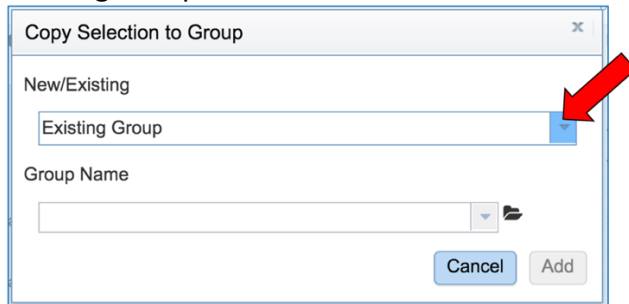 Copy Selection to Group
x
New/Existing
Existing Group
Group Name
Cancel Add